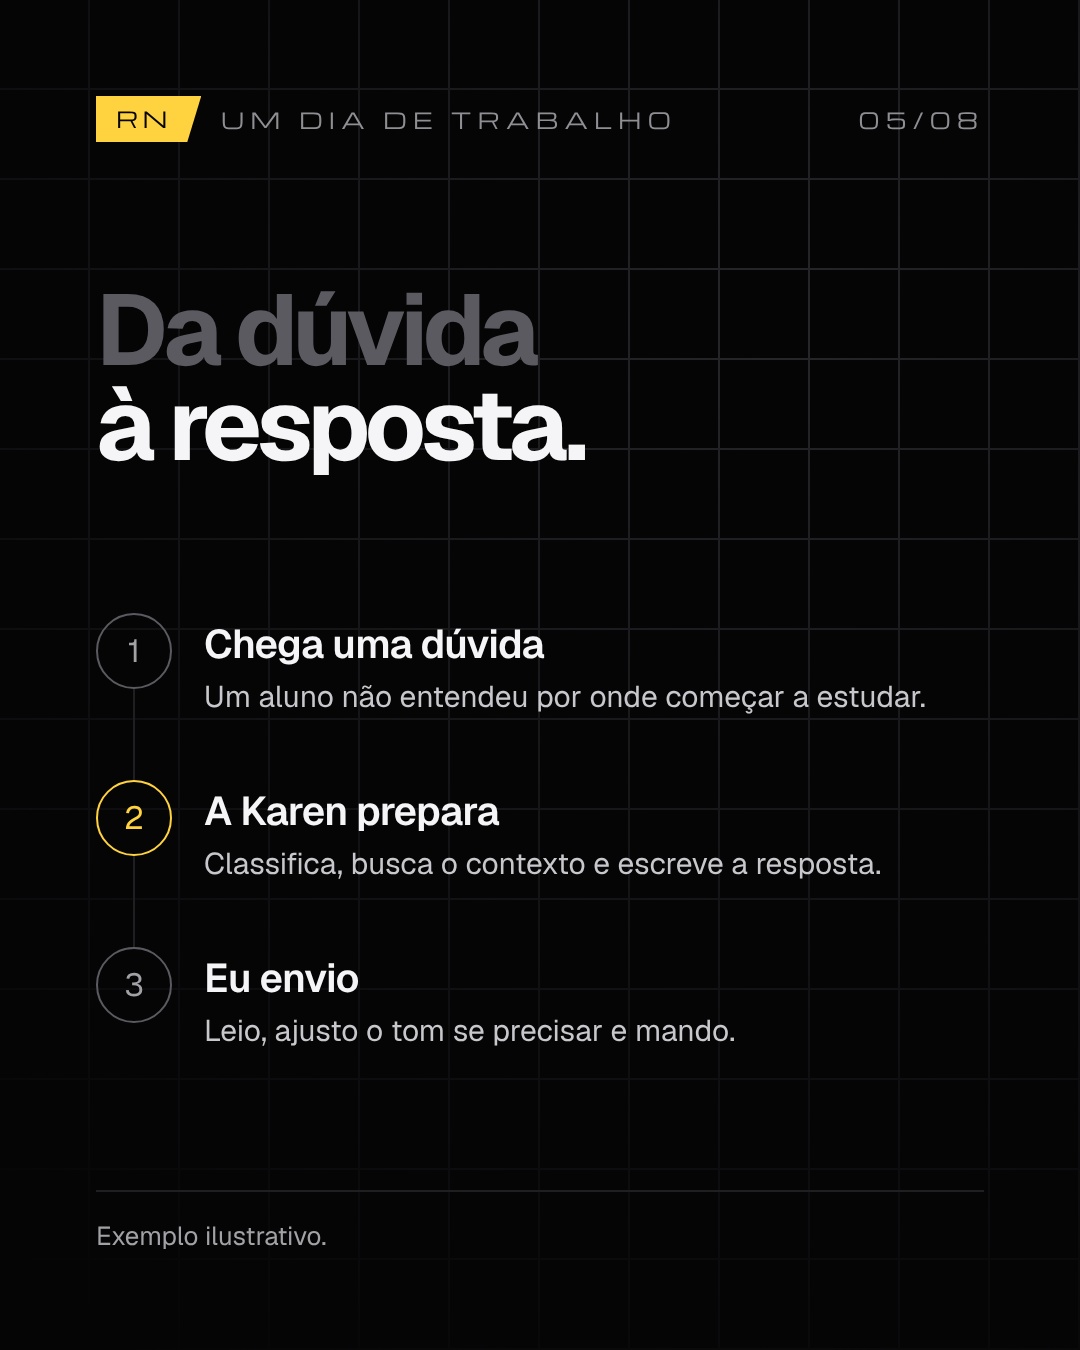 RN UM DIA DE TRABALHO 05/08
Da dúvida
à resposta.
1 Chega uma dúvida
Um aluno não entendeu por onde começar a estudar.
2 A Karen prepara
Classifica, busca o contexto e escreve a resposta.
3 Eu envio
Leio, ajusto o tom se precisar e mando.
Exemplo ilustrativo.